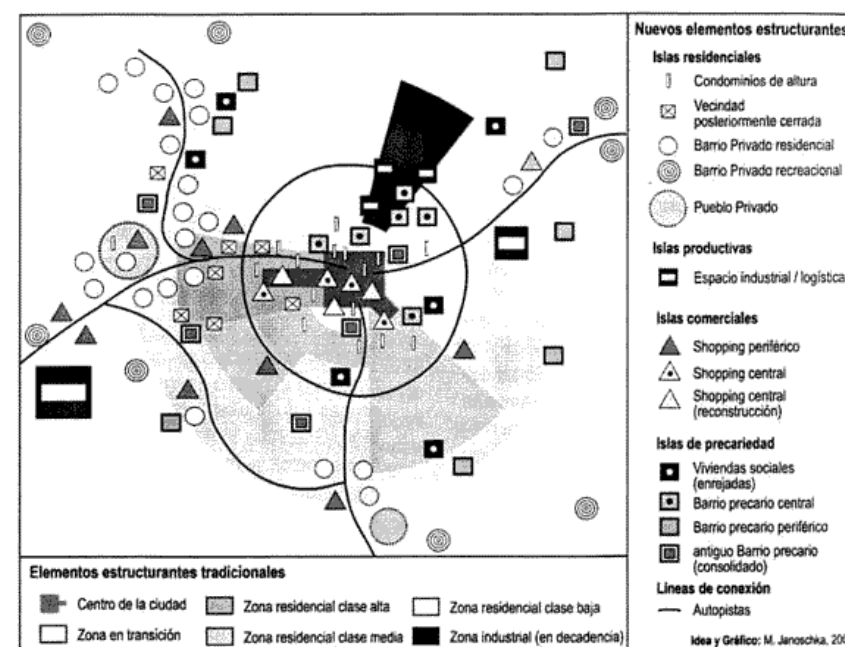 Nuevos elementos estructurantes
Islas residenciales
Condominios de altura
Vecindad
posteriormente cerrada
Barrio Privado residencial
Barrio Privado recreacional
Pueblo Privado
Islas productivas
Espacio industrial / logística
Islas comerciales
Shopping periférico
Shopping central
Shopping central
(reconstrucción)
Islas de precariedad
Viviendas sociales
(enrejadas)
Barrio precario central
Barrio precario periférico
antiguo Barrio precario
(consolidado)
Líneas de conexión
Autopistas
Idea y Gráfico: M. Janoschka, 200
Elementos estructurantes tradicionales
Centro de la ciudad
Zona residencial clase alta
Zona residencial clase baja
Zona en transición
Zona residencial clase media
Zona industrial (en decadencia)